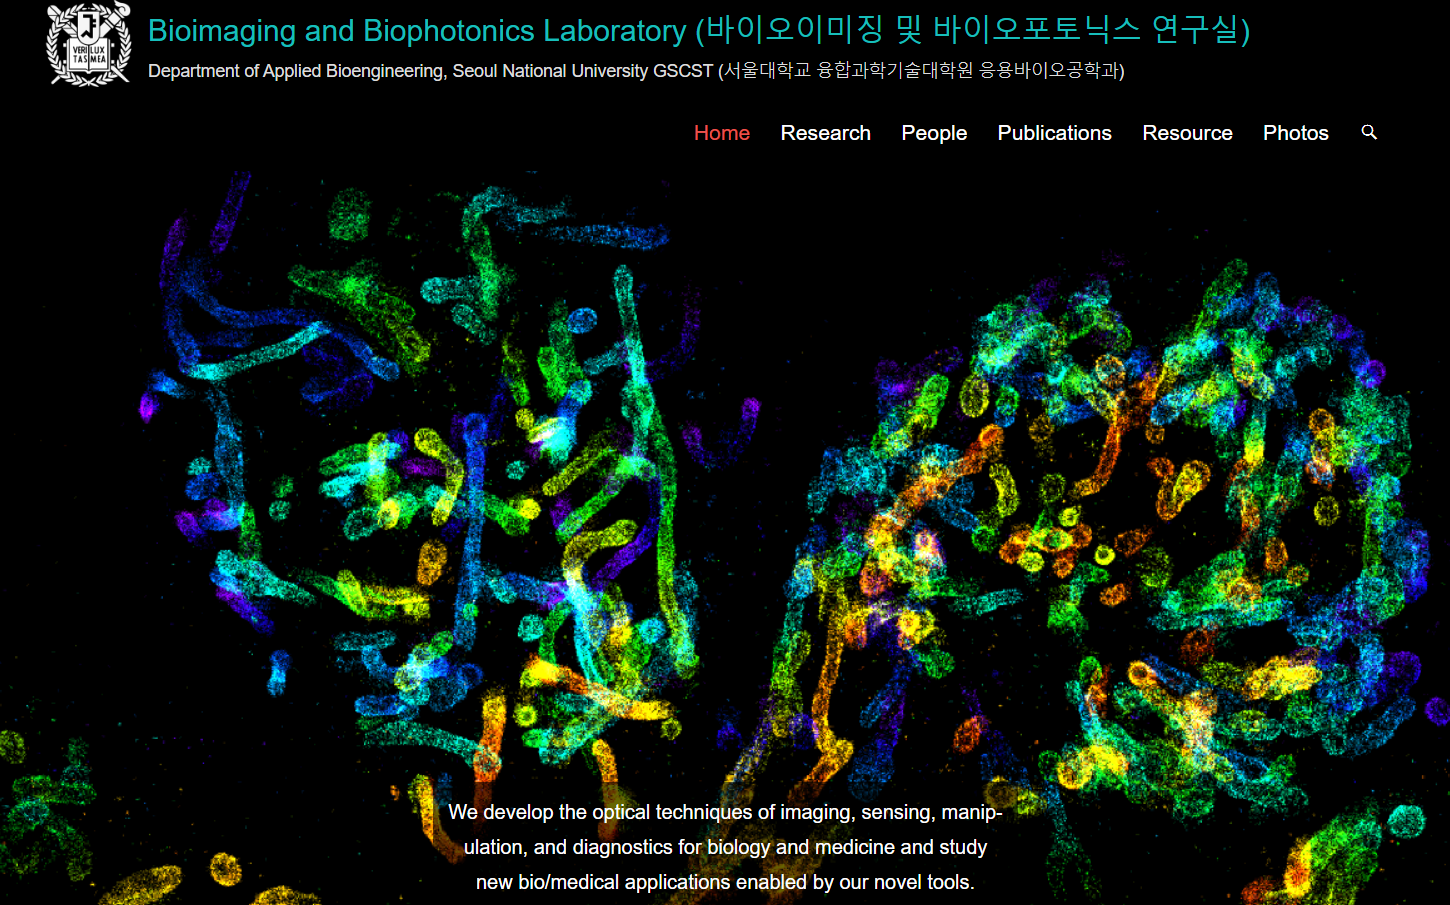 Bioimaging and Biophotonics Laboratory (바이오이미징 및 바이오포토닉스 연구실)
Department of Applied Bioengineering, Seoul National University GSCST (서울대학교 융합과학기술대학원 응용바이오공학과)
VERI LUX
TAS MEA
Home Research People Publications Resource Photos
We develop the optical techniques of imaging, sensing, manip-
ulation, and diagnostics for biology and medicine and study
new bio/medical applications enabled by our novel tools.